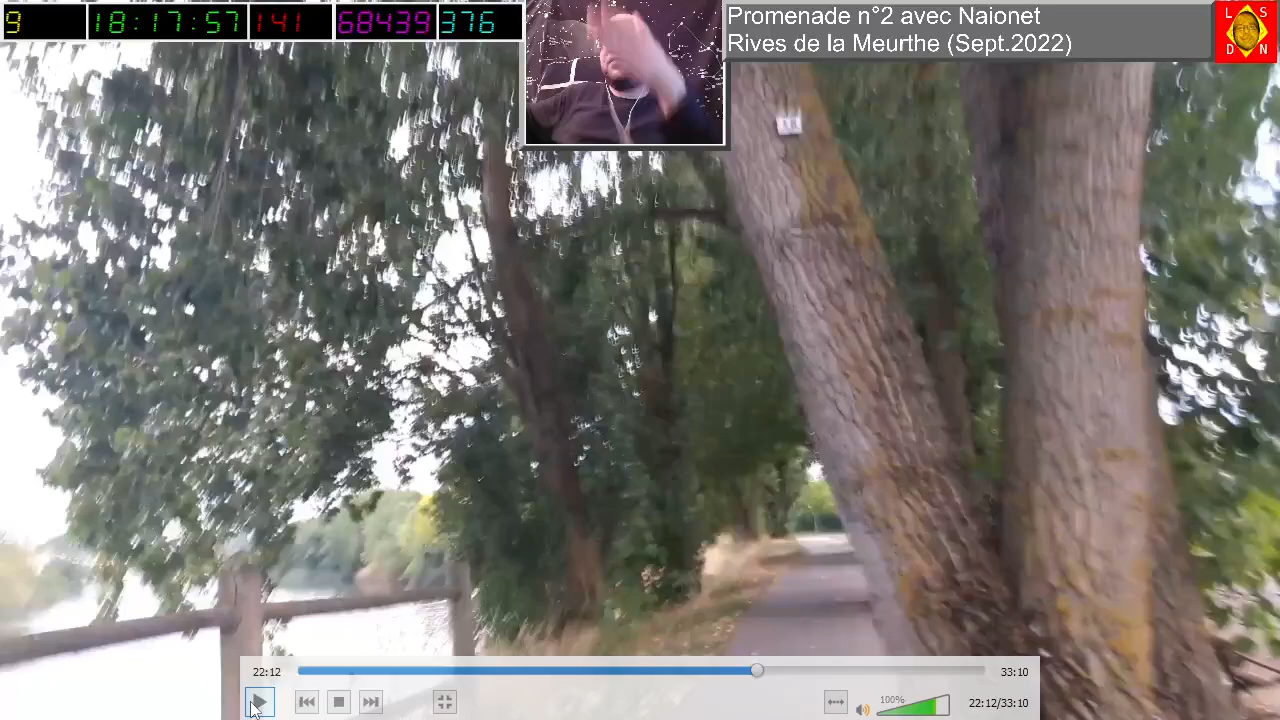 9
18:17:57
141
68439
376
Promenade n°2 avec Naione
Rives de la Meurthe (Sept.2022)
L S
D N
22:12
33:10
100%
22:12/33:10